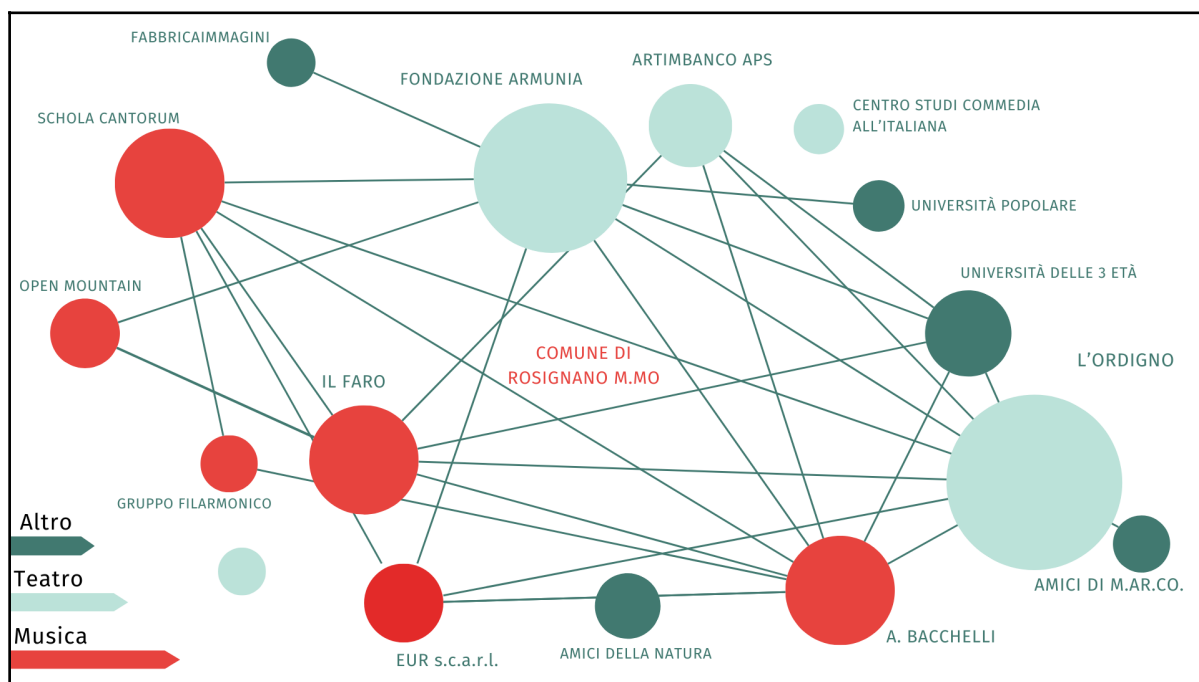 FABBRICAIMMAGINI
FONDAZIONE ARMUNIA
ARTIMBANCO APS
SCHOLA CANTORUM
CENTRO STUDI COMMEDIA
ALL'ITALIANA
UNIVERSITÀ POPOLARE
OPEN MOUNTAIN
UNIVERSITÀ DELLE 3 ETÀ
COMUNE DI
ROSIGNANO M.MO
L'ORDIGNO
IL FARO
GRUPPO FILARMONICO
Altro
Teatro
Musica
AMICI DI M.AR.CO.
A. BACCHELLI
AMICI DELLA NATURA
EUR s.c.a.r.l.